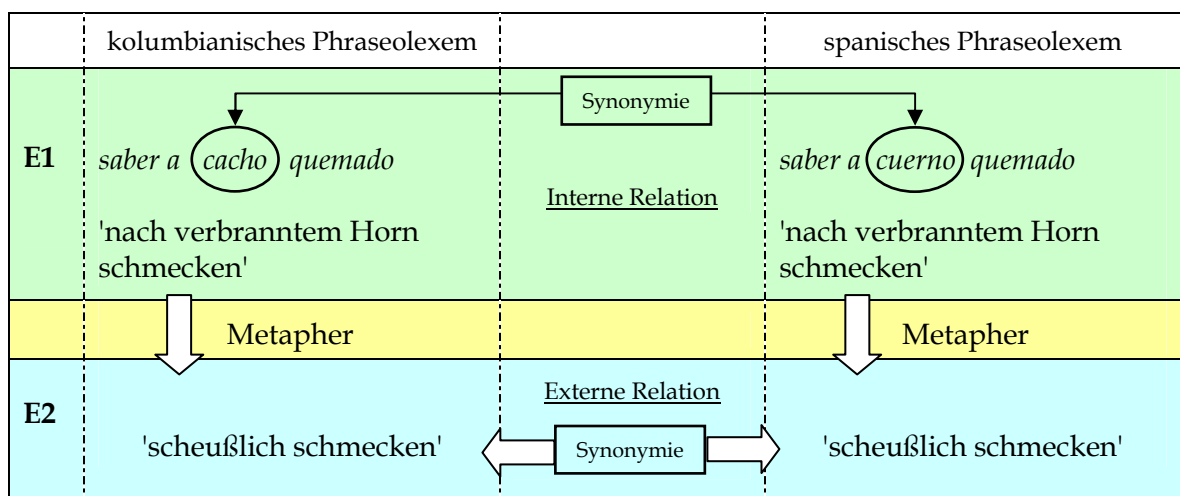 kolumbianisches Phraseolexem
spanisches Phraseolexem
Synonymie
E1
saber a cacho quemado
saber a cuerno quemado
Interne Relation
'nach verbranntem Horn
schmecken'
'nach verbranntem Horn
schmecken'
Metapher
Metapher
Externe Relation
E2
'scheußlich schmecken'
Synonymie
'scheußlich schmecken'